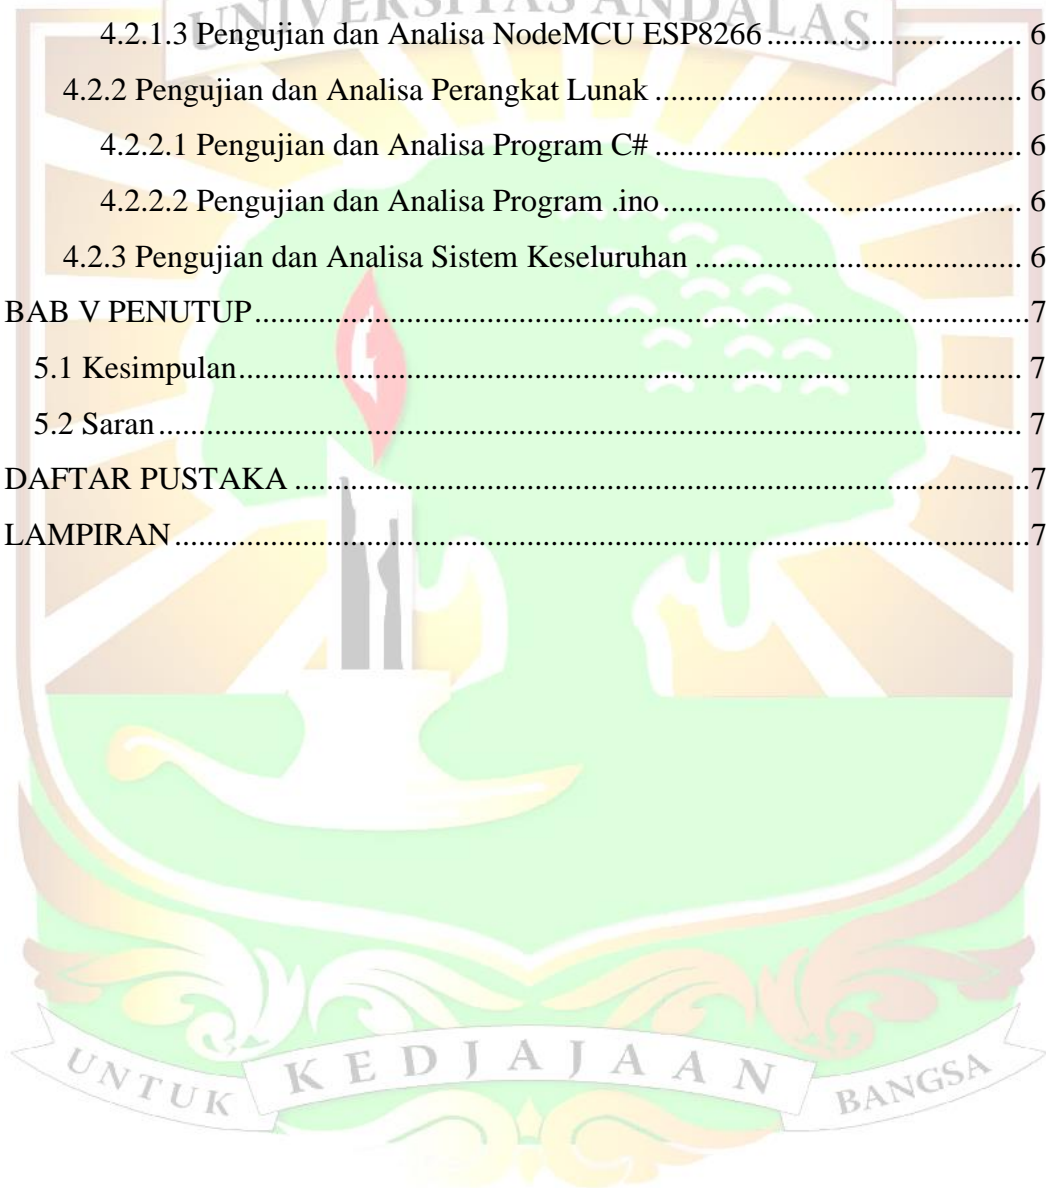 UNIVERSITAS ANDALAS
4.2.1.3 Pengujian dan Analisa NodeMCU ESP8266 ................................ 6
4.2.2 Pengujian dan Analisa Perangkat Lunak .............................................. 6
4.2.2.1 Pengujian dan Analisa Program C# .............................................. 6
4.2.2.2 Pengujian dan Analisa Program .ino ............................................. 6
4.2.3 Pengujian dan Analisa Sistem Keseluruhan ......................................... 6
BAB V PENUTUP .................................................................................................. 7
5.1 Kesimpulan ................................................................................................... 7
5.2 Saran ............................................................................................................. 7
DAFTAR PUSTAKA ............................................................................................. 7
LAMPIRAN ............................................................................................................ 7
UNTUK KEDJAJAAN BANGSA